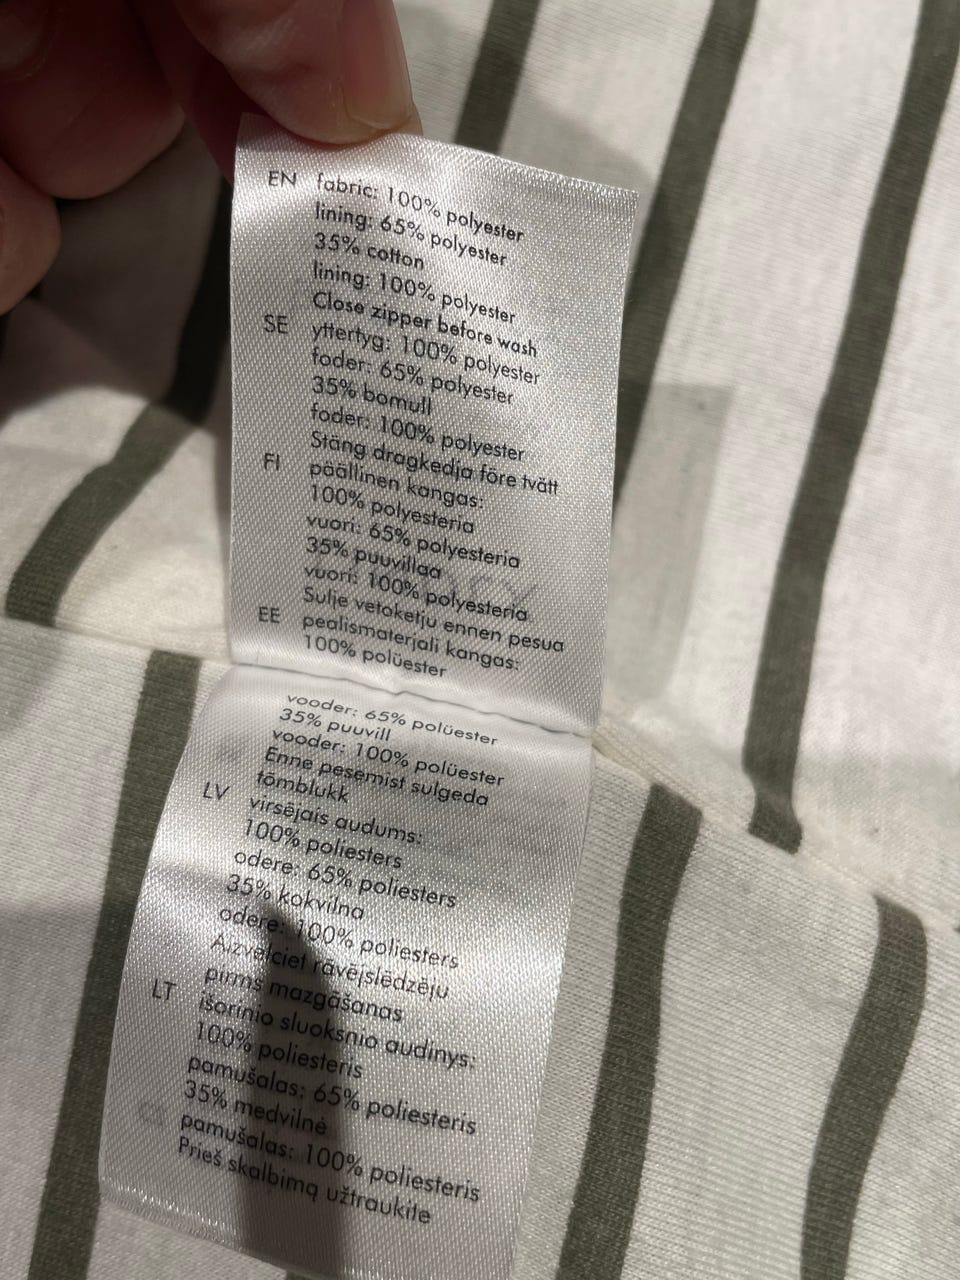 EN fabric: 100% polyester
lining: 65% polyester
35% cotton
lining: 100% polyester
Close zipper before wash
SE yttertyg: 100% polyester
foder: 65% polyester
35% bomull
foder: 100% polyester
Stäng dragkedja före tvätt
FI päällinen kangas:
100% polyesteria
vuori: 65% polyesteria
35% puuvillaa
vuori: 100% polyesteria
Sulje vetoketju ennen pesua
EE pealismaterjali kangas:
100% polüester
vooder: 65% polüester
35% puuvill
vooder: 100% polüester
Enne pesemist sulgeda
tõmblukk
LV virsējais audums:
100% poliesters
odere: 65% poliesters
35% kokvilna
odere: 100% poliesters
Aizvelciet rāvējslēdzēju
pirms mazgāšanas
LT išorinio sluoksnio audinys:
100% poliesteris
pamušalas: 65% poliesteris
35% medvilnė
pamušalas: 100% poliesteris
Prieš skalbimą užtraukite